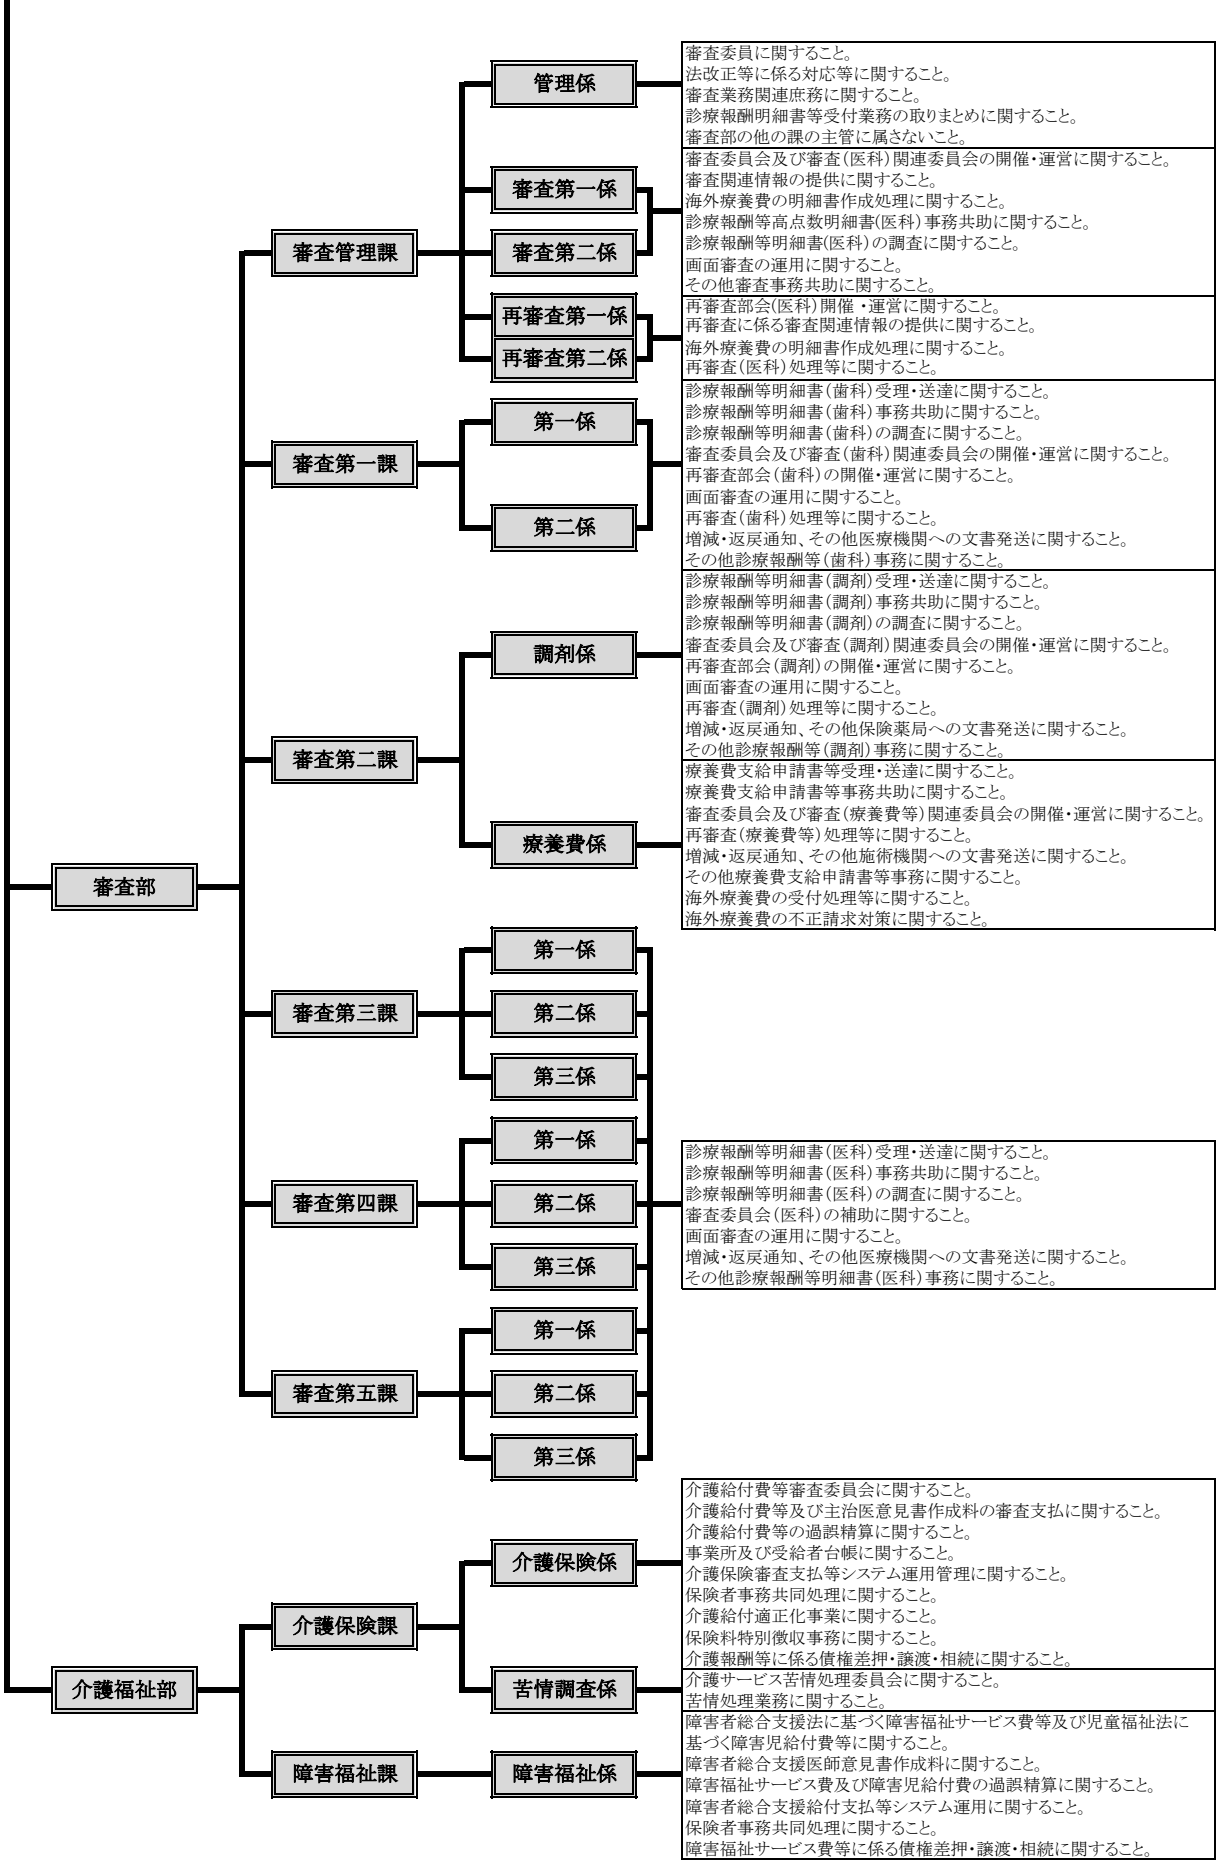 審査部
審査管理課
管理係
審査委員に関すること。
法改正等に係る対応等に関すること。
審査業務関連庶務に関すること。
診療報酬明細書等受付業務の取りまとめに関すること。
審査部の他の課の主管に属さないこと。
審査第一係
審査第二係
審査委員会及び審査(医科)関連委員会の開催・運営に関すること。
審査関連情報の提供に関すること。
海外療養費の明細書作成処理に関すること。
診療報酬等高点数明細書(医科)事務共助に関すること。
診療報酬等明細書(医科)の調査に関すること。
画面審査の運用に関すること。
その他審査事務共助に関すること。
再審査第一係
再審査第二係
再審査部会(医科)開催・運営に関すること。
再審査に係る審査関連情報の提供に関すること。
海外療養費の明細書作成処理に関すること。
再審査(医科)処理等に関すること。
審査第一課
第一係
第二係
診療報酬等明細書(歯科)受理・送達に関すること。
診療報酬等明細書(歯科)事務共助に関すること。
診療報酬等明細書(歯科)の調査に関すること。
審査委員会及び審査(歯科)関連委員会の開催・運営に関すること。
再審査部会(歯科)の開催・運営に関すること。
画面審査の運用に関すること。
再審査(歯科)処理等に関すること。
増減・返戻通知、その他医療機関への文書発送に関すること。
その他診療報酬等(歯科)事務に関すること。
審査第二課
調剤係
診療報酬等明細書(調剤)受理・送達に関すること。
診療報酬等明細書(調剤)事務共助に関すること。
診療報酬等明細書(調剤)の調査に関すること。
審査委員会及び審査(調剤)関連委員会の開催・運営に関すること。
再審査部会(調剤)の開催・運営に関すること。
画面審査の運用に関すること。
再審査(調剤)処理等に関すること。
増減・返戻通知、その他保険薬局への文書発送に関すること。
その他診療報酬等(調剤)事務に関すること。
療養費係
療養費支給申請書等受理・送達に関すること。
療養費支給申請書等事務共助に関すること。
審査委員会及び審査(療養費等)関連委員会の開催・運営に関すること。
再審査(療養費等)処理等に関すること。
増減・返戻通知、その他施術機関への文書発送に関すること。
その他療養費支給申請書等事務に関すること。
海外療養費の受付処理等に関すること。
海外療養費の不正請求対策に関すること。
審査第三課
第一係
第二係
第三係
審査第四課
第一係
第二係
第三係
審査第五課
第一係
第二係
第三係
診療報酬等明細書(医科)受理・送達に関すること。
診療報酬等明細書(医科)事務共助に関すること。
診療報酬等明細書(医科)の調査に関すること。
審査委員会(医科)の補助に関すること。
画面審査の運用に関すること。
増減・返戻通知、その他医療機関への文書発送に関すること。
その他診療報酬等明細書(医科)事務に関すること。
介護福祉部
介護保険課
介護保険係
介護給付費等審査委員会に関すること。
介護給付費等及び主治医意見書作成料の審査支払に関すること。
介護給付費等の過誤精算に関すること。
事業所及び受給者台帳に関すること。
介護保険審査支払等システム運用管理に関すること。
保険者事務共同処理に関すること。
介護給付適正化事業に関すること。
保険料特別徴収事務に関すること。
介護報酬等に係る債権差押・譲渡・相続に関すること。
苦情調査係
介護サービス苦情処理委員会に関すること。
苦情処理業務に関すること。
障害福祉課
障害福祉係
障害者総合支援法に基づく障害福祉サービス費等及び児童福祉法に
基づく障害児給付費等に関すること。
障害者総合支援医師意見書作成料に関すること。
障害福祉サービス費及び障害児給付費の過誤精算に関すること。
障害者総合支援給付支払等システム運用に関すること。
保険者事務共同処理に関すること。
障害福祉サービス費等に係る債権差押・譲渡・相続に関すること。